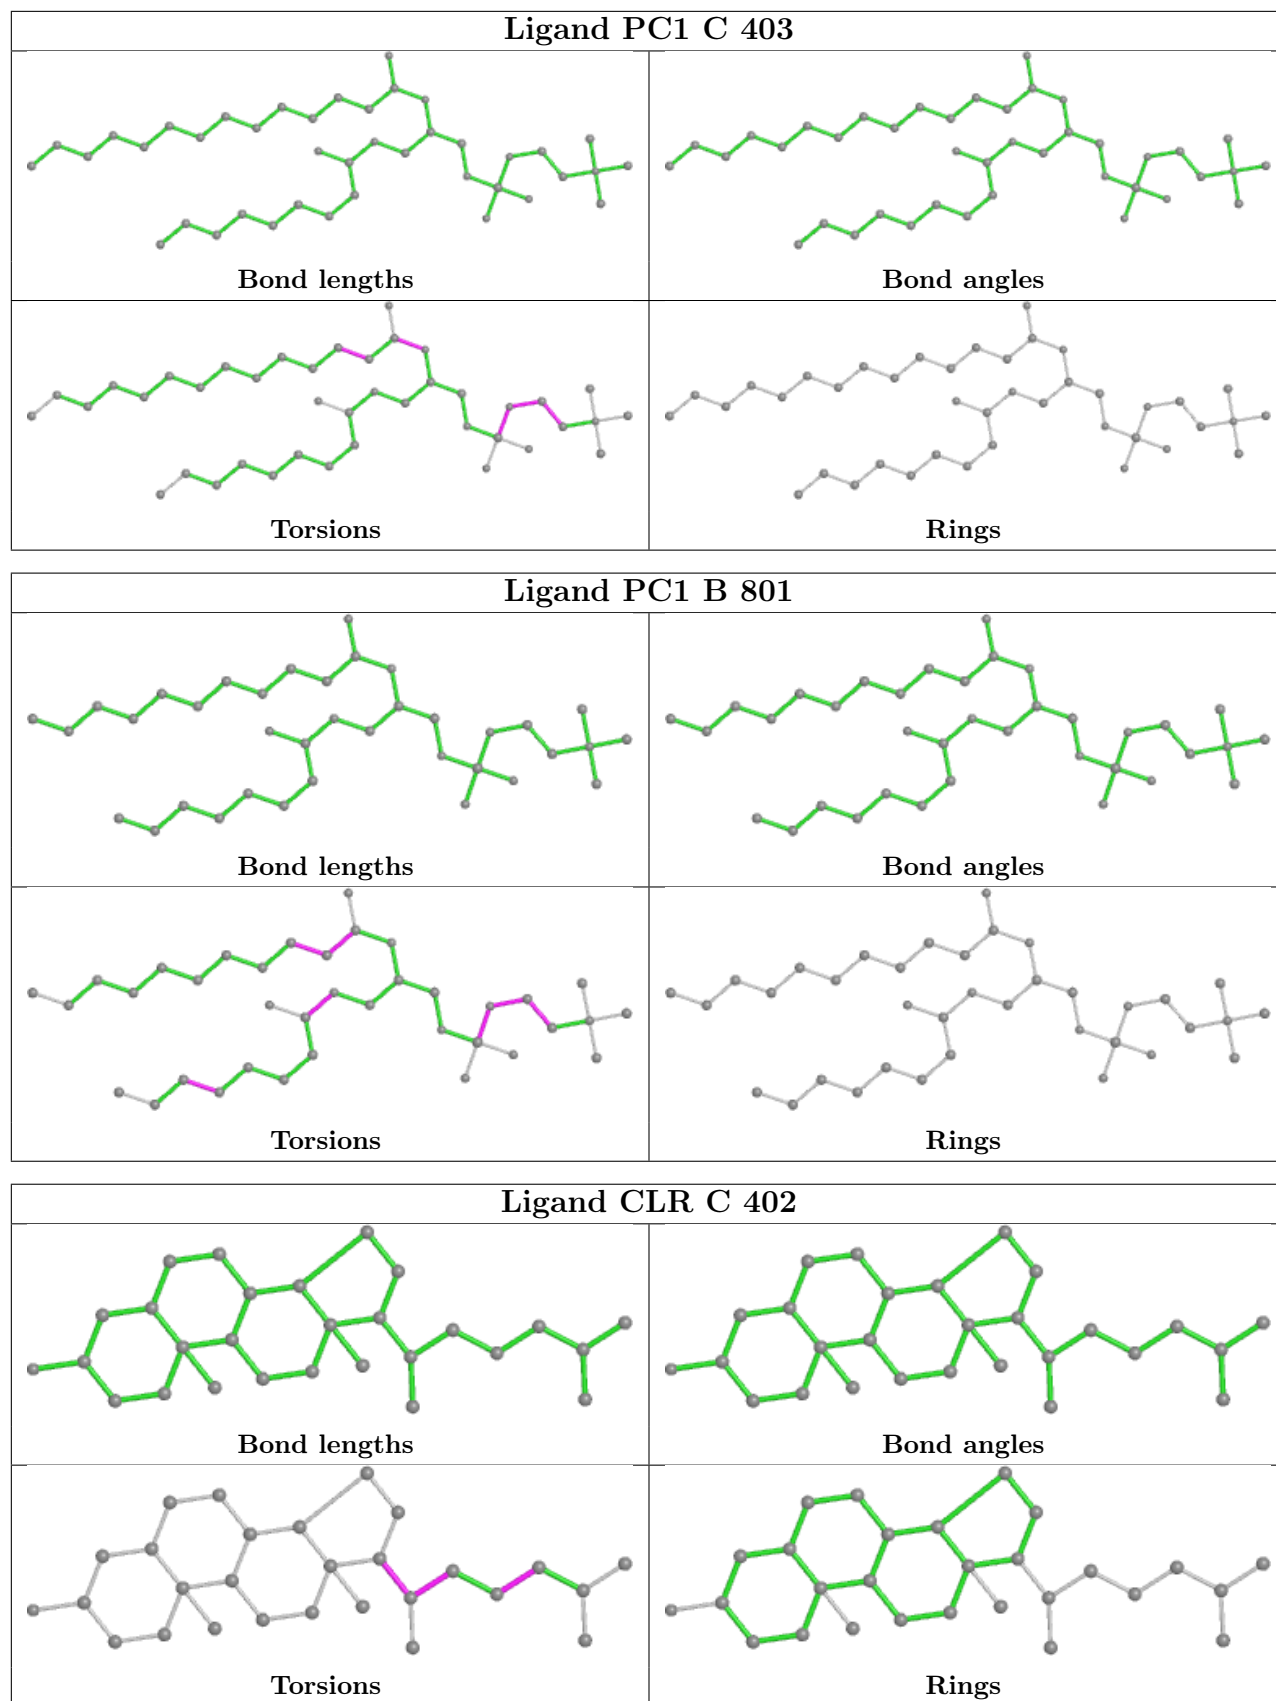 Ligand PC1 C 403
Bond lengths
Bond angles
Torsions
Rings
Ligand PC1 B 801
Bond lengths
Bond angles
Torsions
Rings
Ligand CLR C 402
Bond lengths
Bond angles
Torsions
Rings